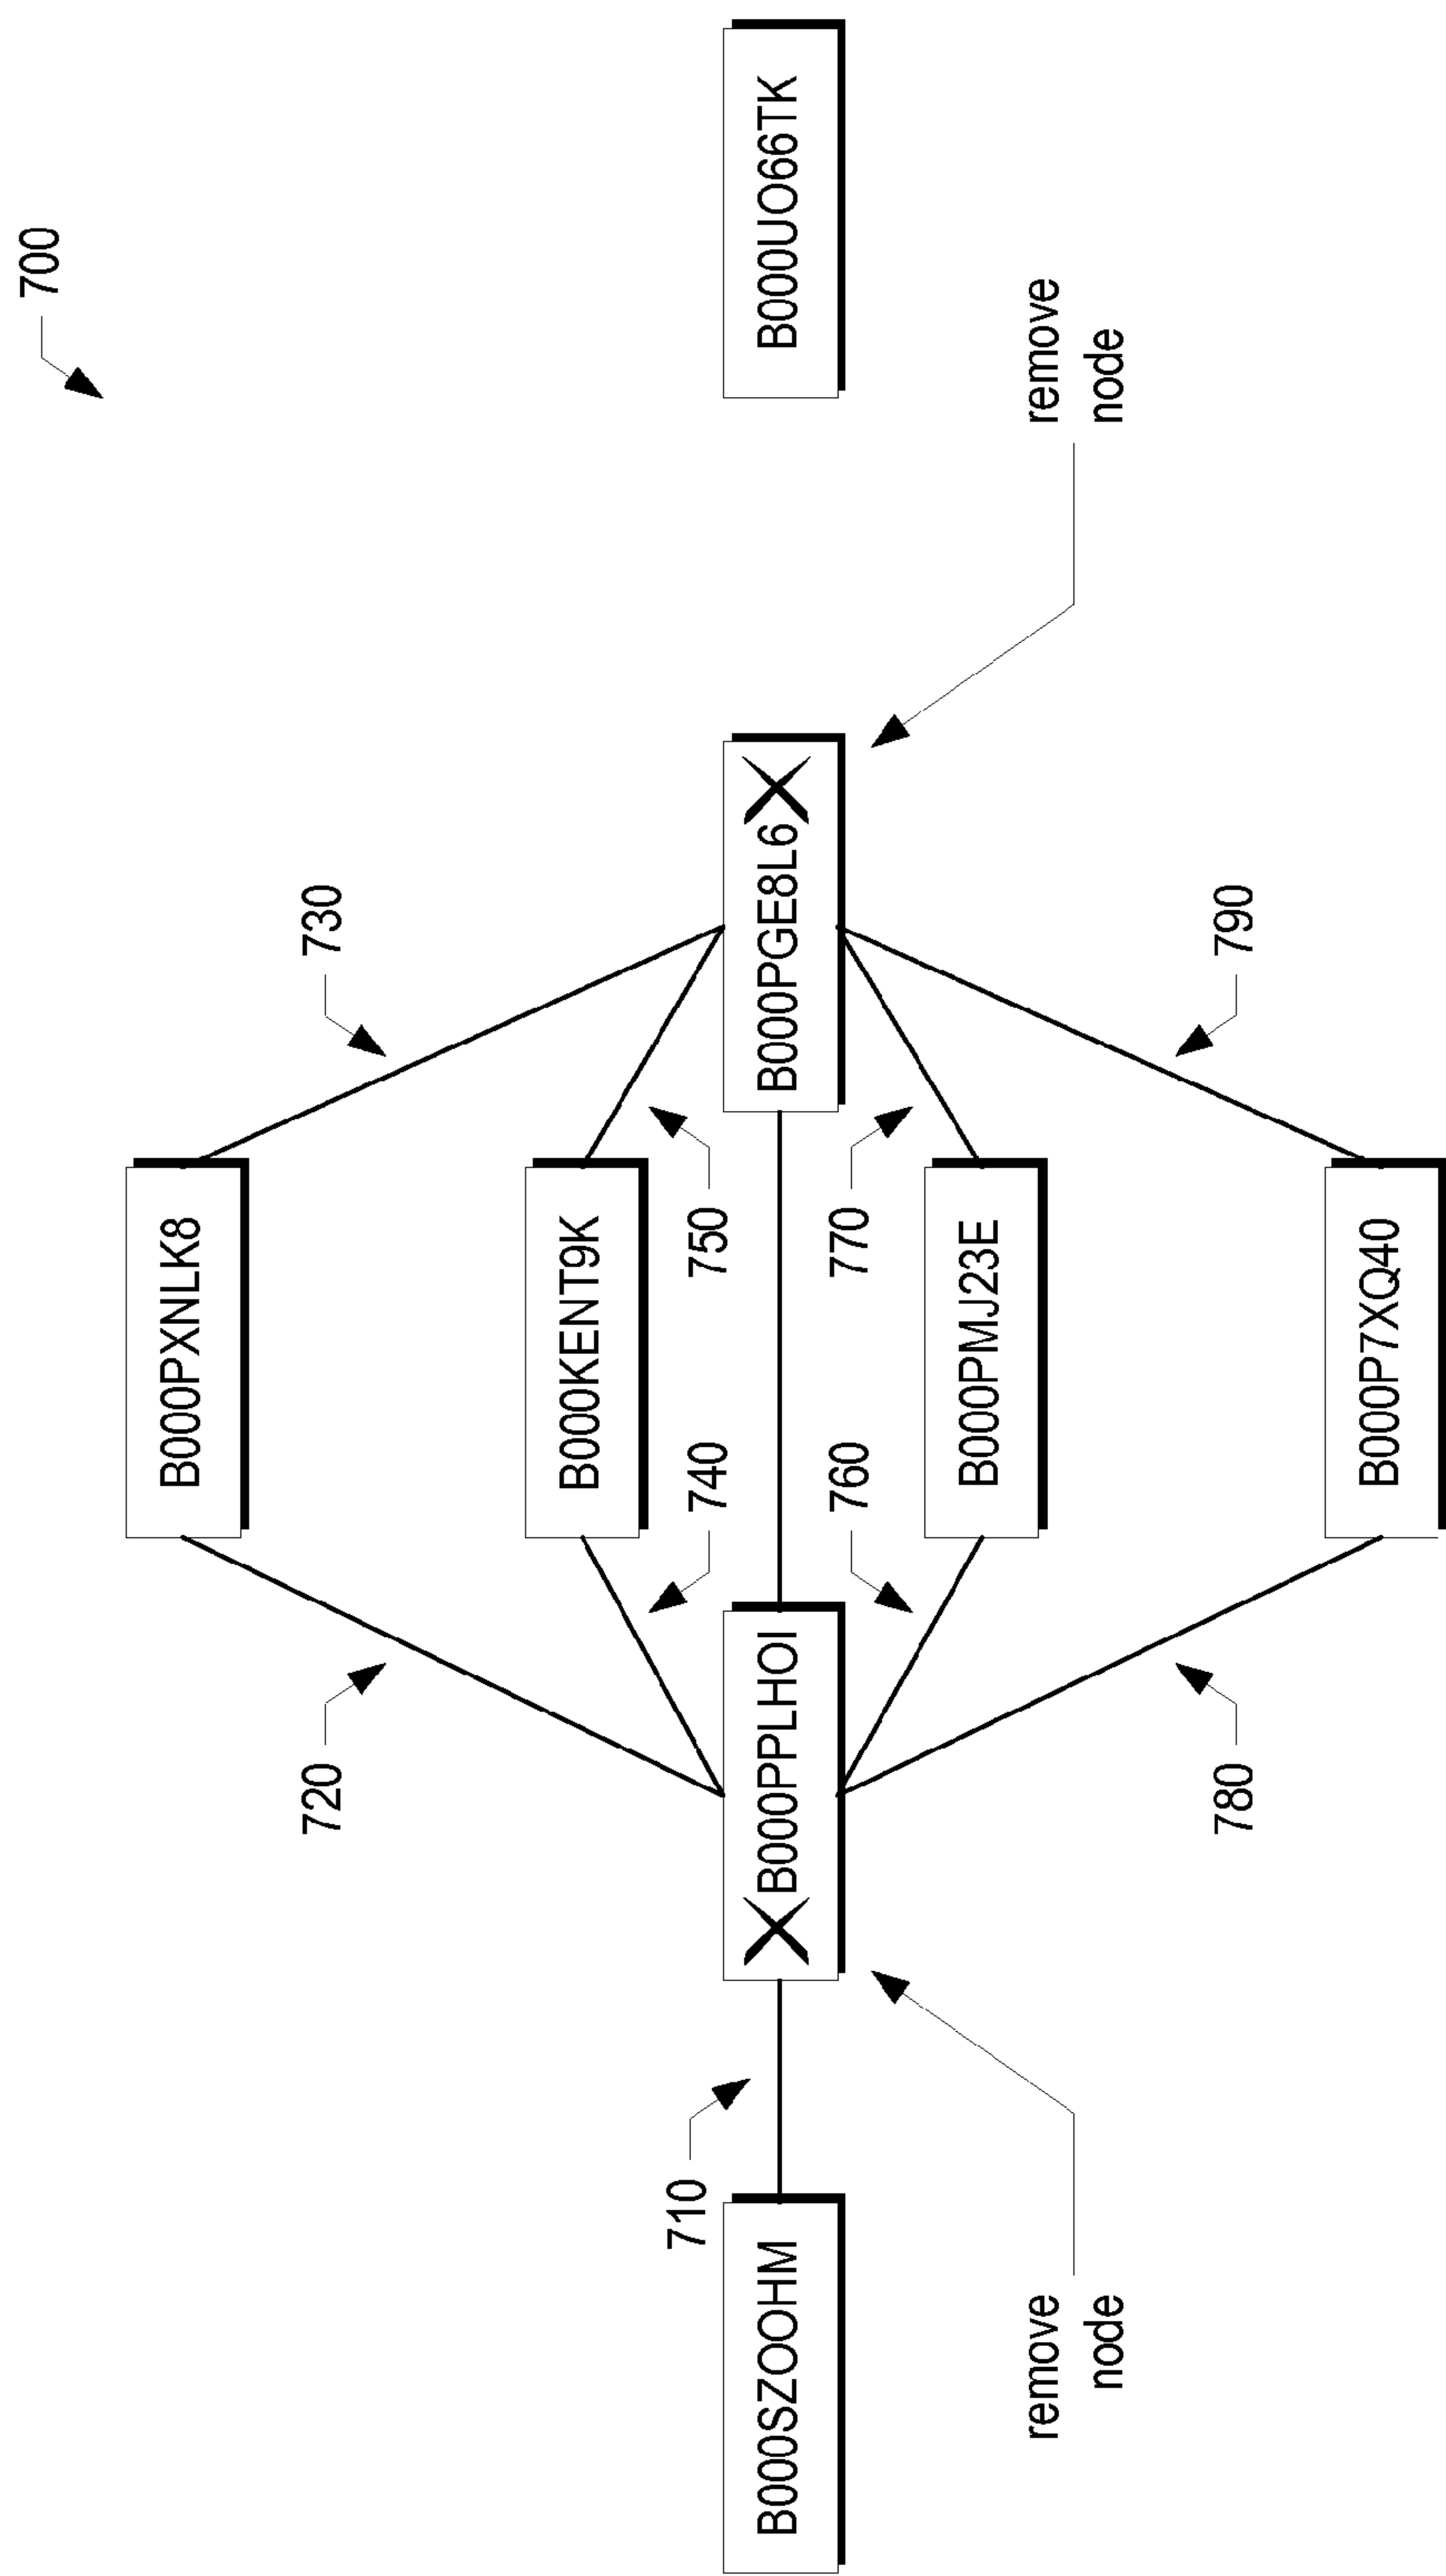 700
B000PXNLK8
720
730
B000KENT9K
740
750
710
B000SZOOHM
B000PPLHOI
B000PGE8L6
B000UO66TK
760
770
B000PMJ23E
remove
node
remove
node
780
790
B000P7XQ40